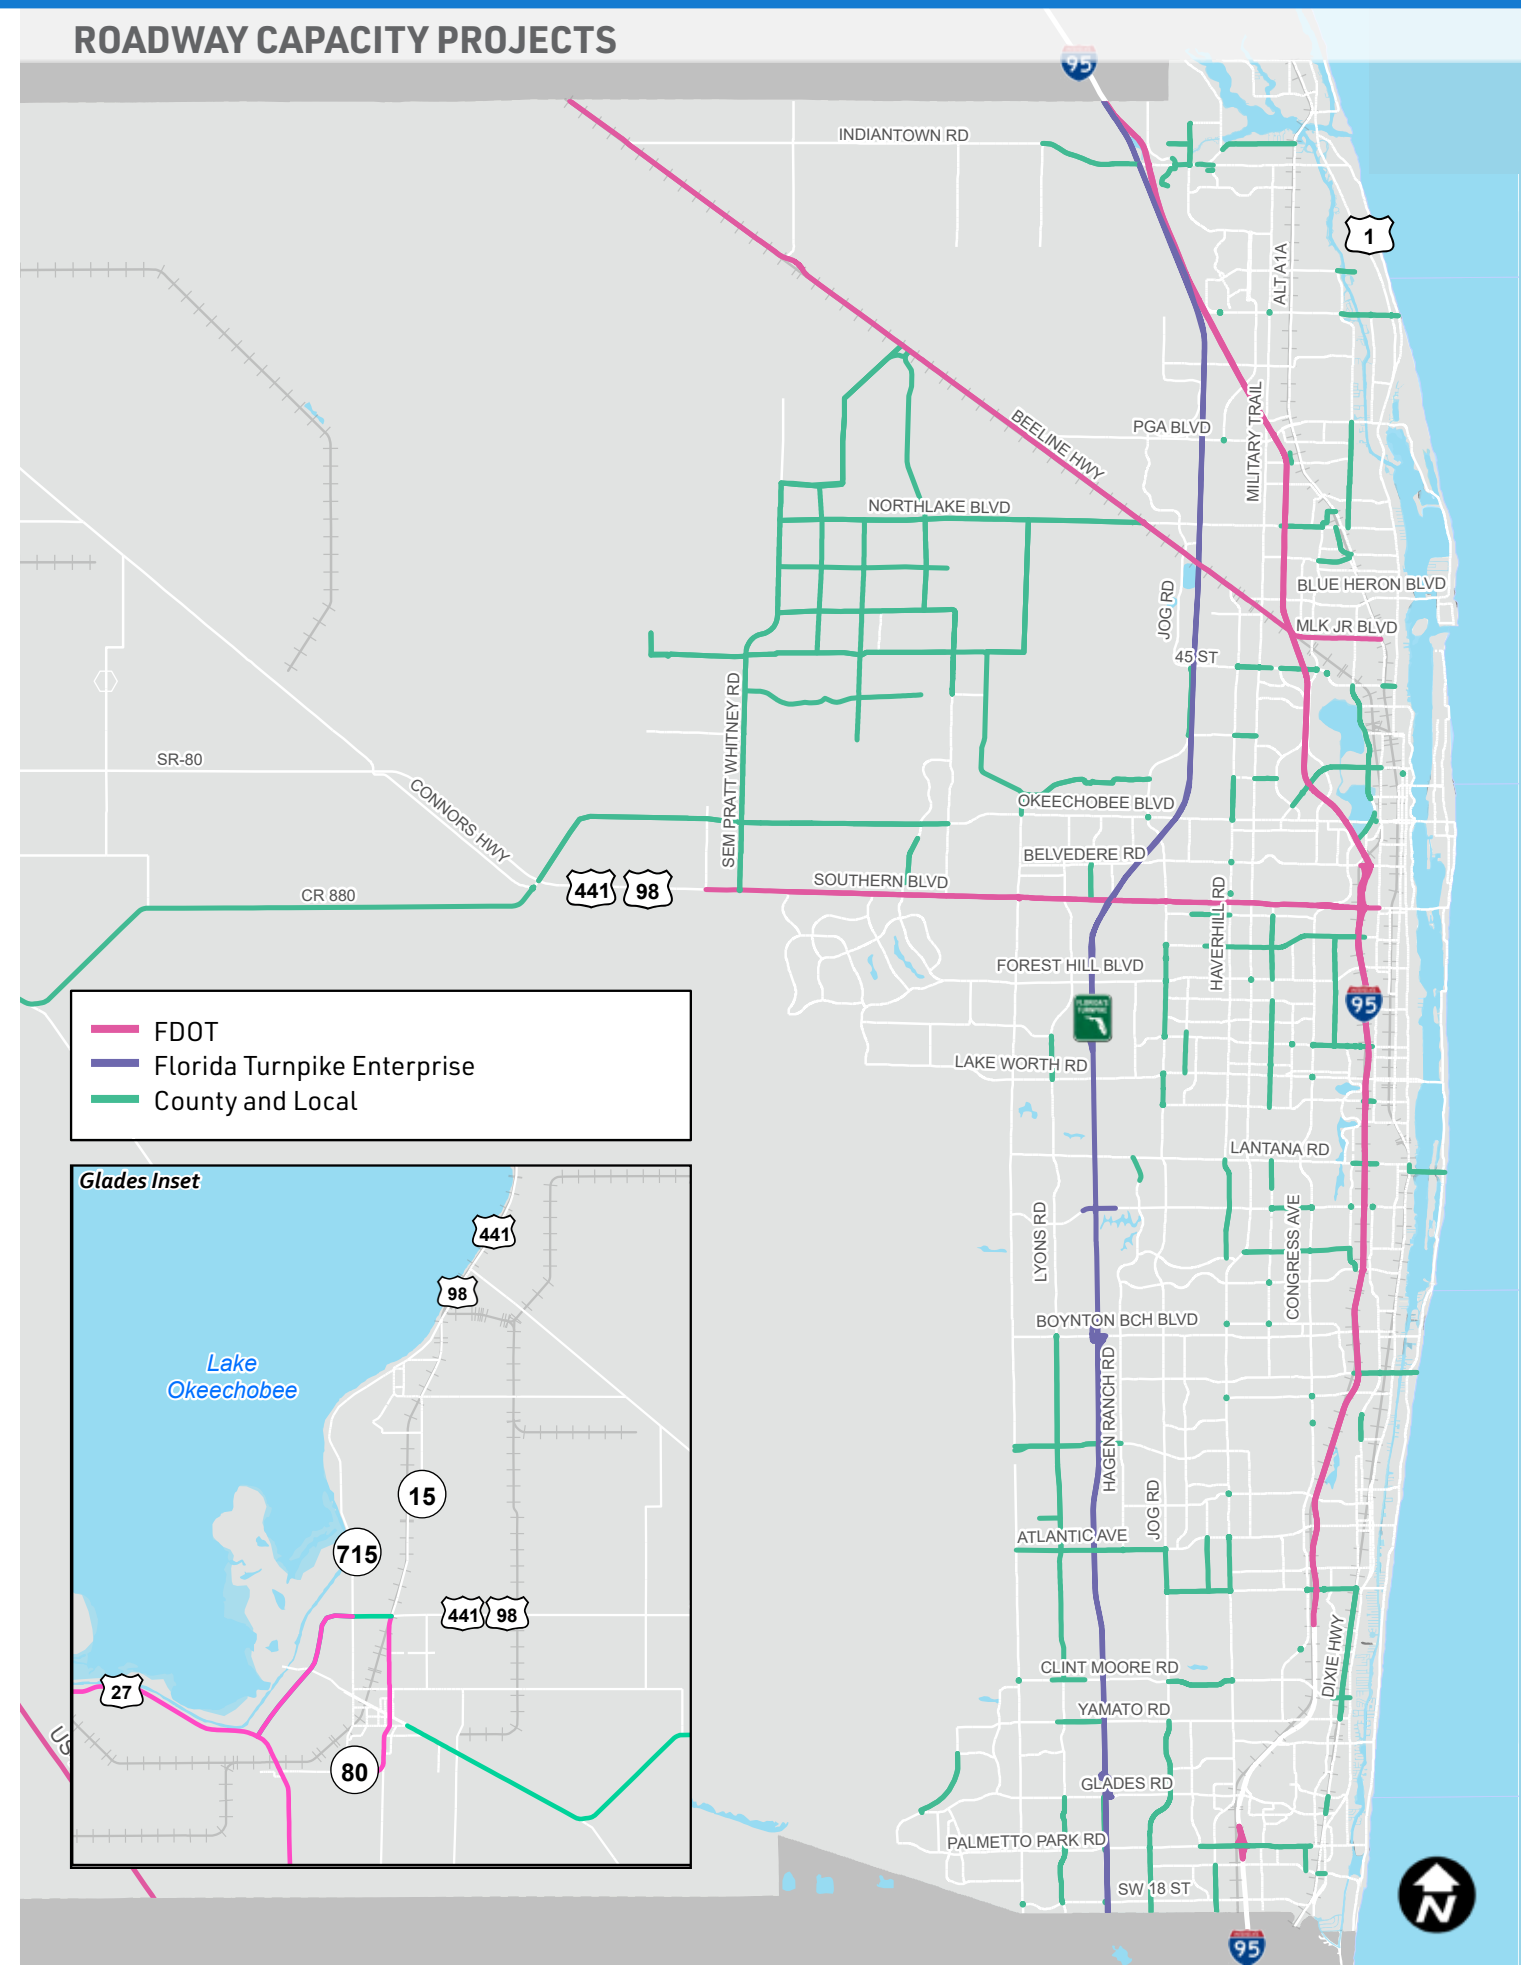 ROADWAY CAPACITY PROJECTS
95
INDIANTOWN RD
1
ALT A1A
MILITARY TRAIL
PGA BLVD
BEELINE HWY
NORTHLAKE BLVD
BLUE HERON BLVD
JOG RD
MLK JR BLVD
45 ST
SEM PRATT WHITNEY RD
SR-80
CONNORS HWY
OKEECHOBEE BLVD
BELVEDERE RD
SOUTHERN BLVD
441
98
CR 880
HAVERHILL RD
FOREST HILL BLVD
FLORIDA'S
TURNPIKE
95
FDOT
Florida Turnpike Enterprise
County and Local
LAKE WORTH RD
LANTANA RD
LYONS RD
CONGRESS AVE
BOYNTON BCH BLVD
HAGEN RANCH RD
JOG RD
ATLANTIC AVE
DIXIE HWY
CLINT MOORE RD
YAMATO RD
GLADES RD
PALMETTO PARK RD
SW 18 ST
Glades Inset
441
98
Lake
Okeechobee
15
715
441
98
27
US
80
N
95